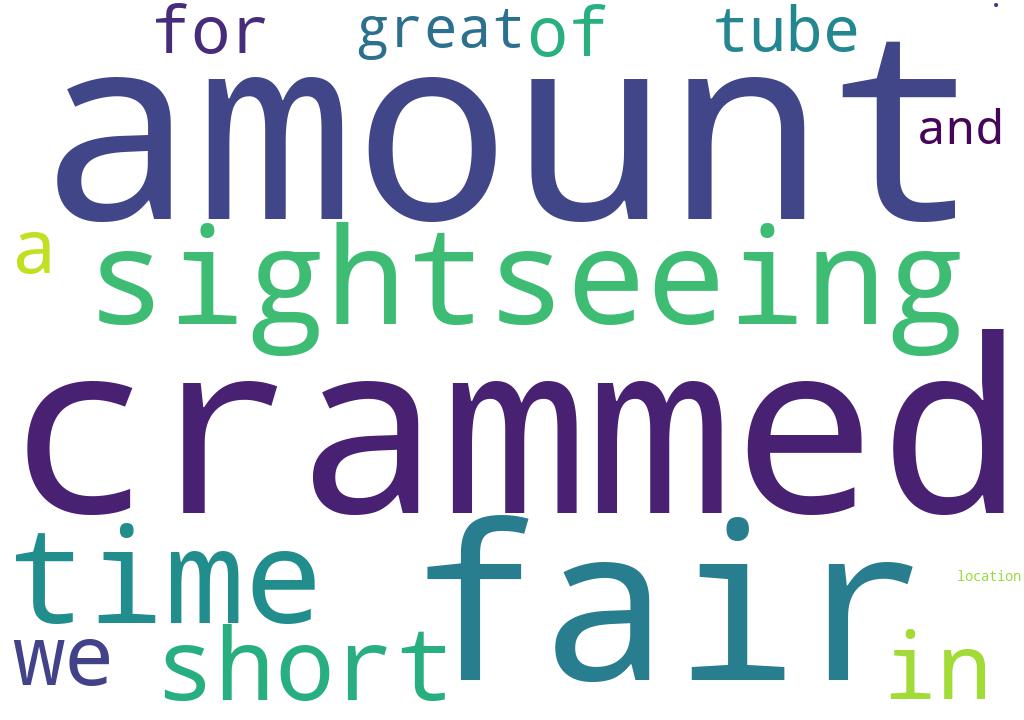 for great of tube .
amount and
a sightseeing
crammed
time fair location
we short in